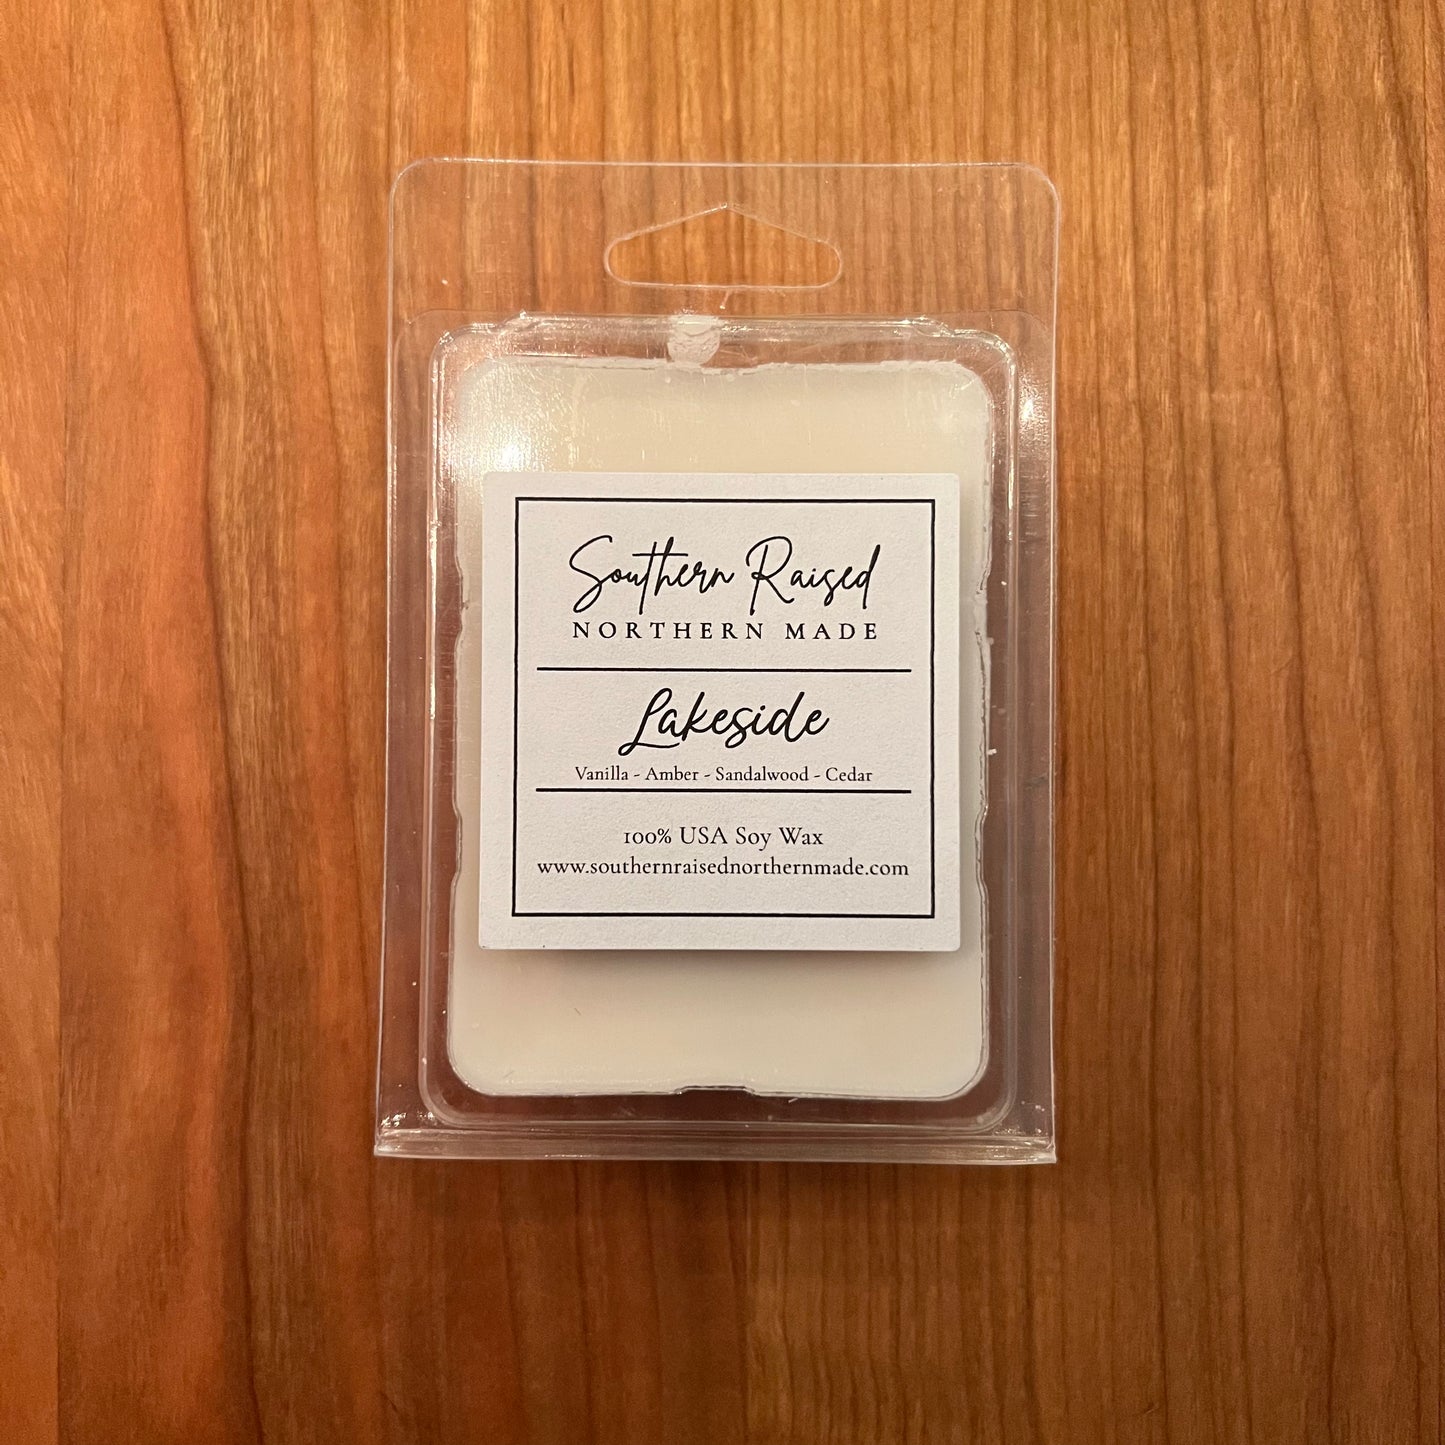 Southern Raised
NORTHERN MADE
Lakeside
Vanilla - Amber - Sandalwood - Cedar
100% USA Soy Wax
www.southernraisednorthernmade.com